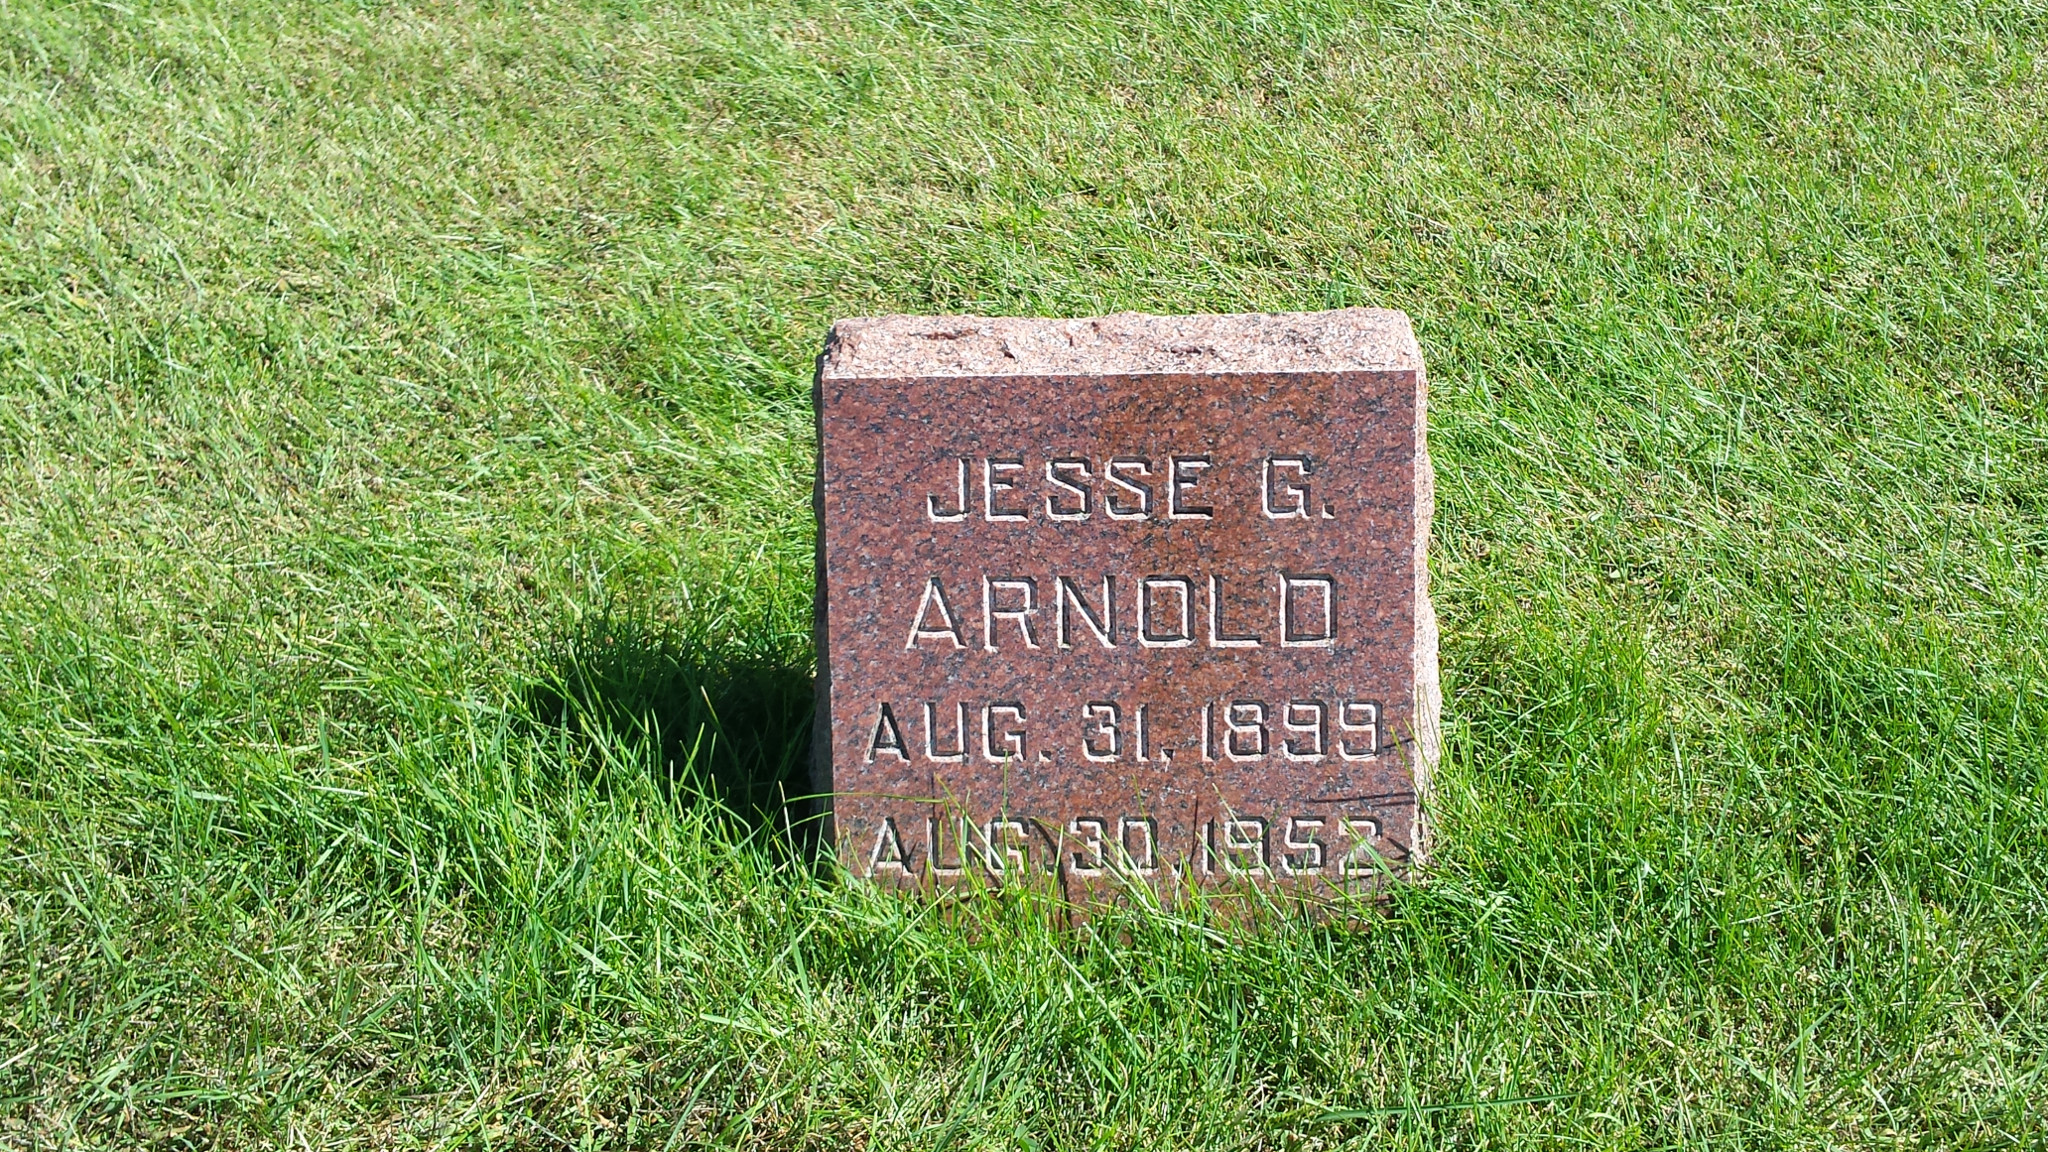 JESSE G.
ARNOLD
AUG. 31, 1899
AUG. 30, 1952